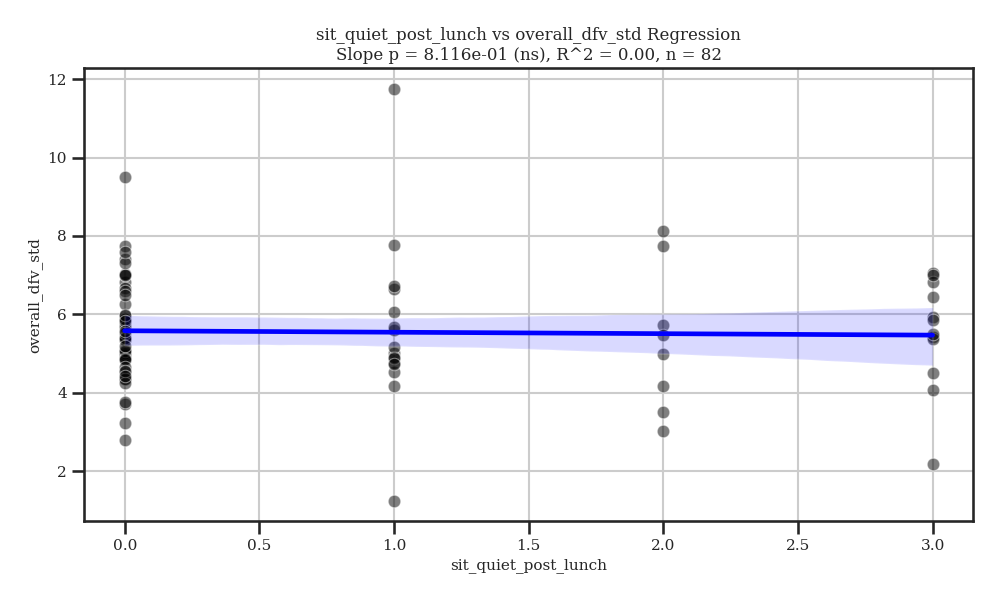 sit_quiet_post_lunch vs overall_dfv_std Regression
Slope p = 8.116e-01 (ns), R^2 = 0.00, n = 82
12
10
8
6
4
2
overall_dfv_std
0.0 0.5 1.0 1.5 2.0 2.5 3.0
sit_quiet_post_lunch